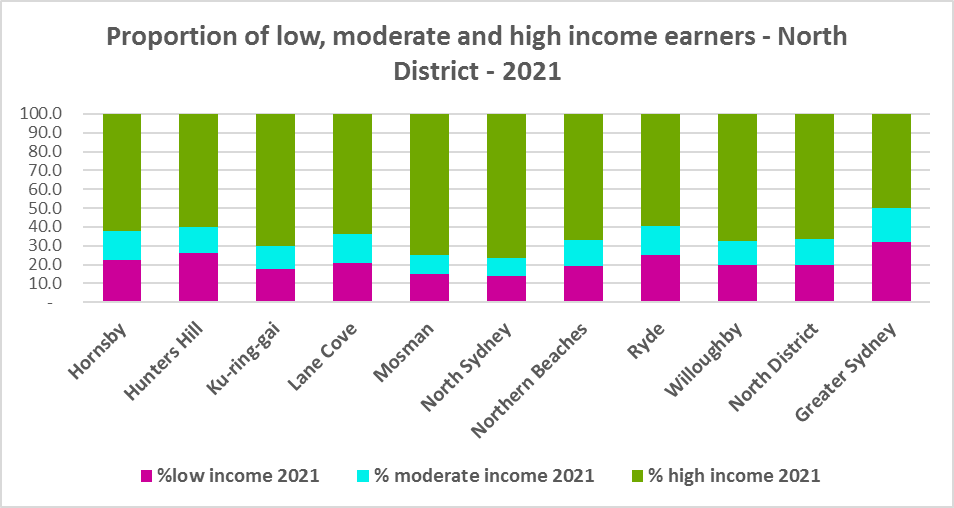 Proportion of low, moderate and high income earners - North
District - 2021
100.0
90.0
80.0
70.0
60.0
50.0
40.0
30.0
20.0
10.0
-
Hornsby
Hunters Hill
Ku-ring-gai
Lane Cove
Mosman
North Sydney
Northern Beaches
Ryde
Willoughby
North District
Greater Sydney
%low income 2021
% moderate income 2021
% high income 2021